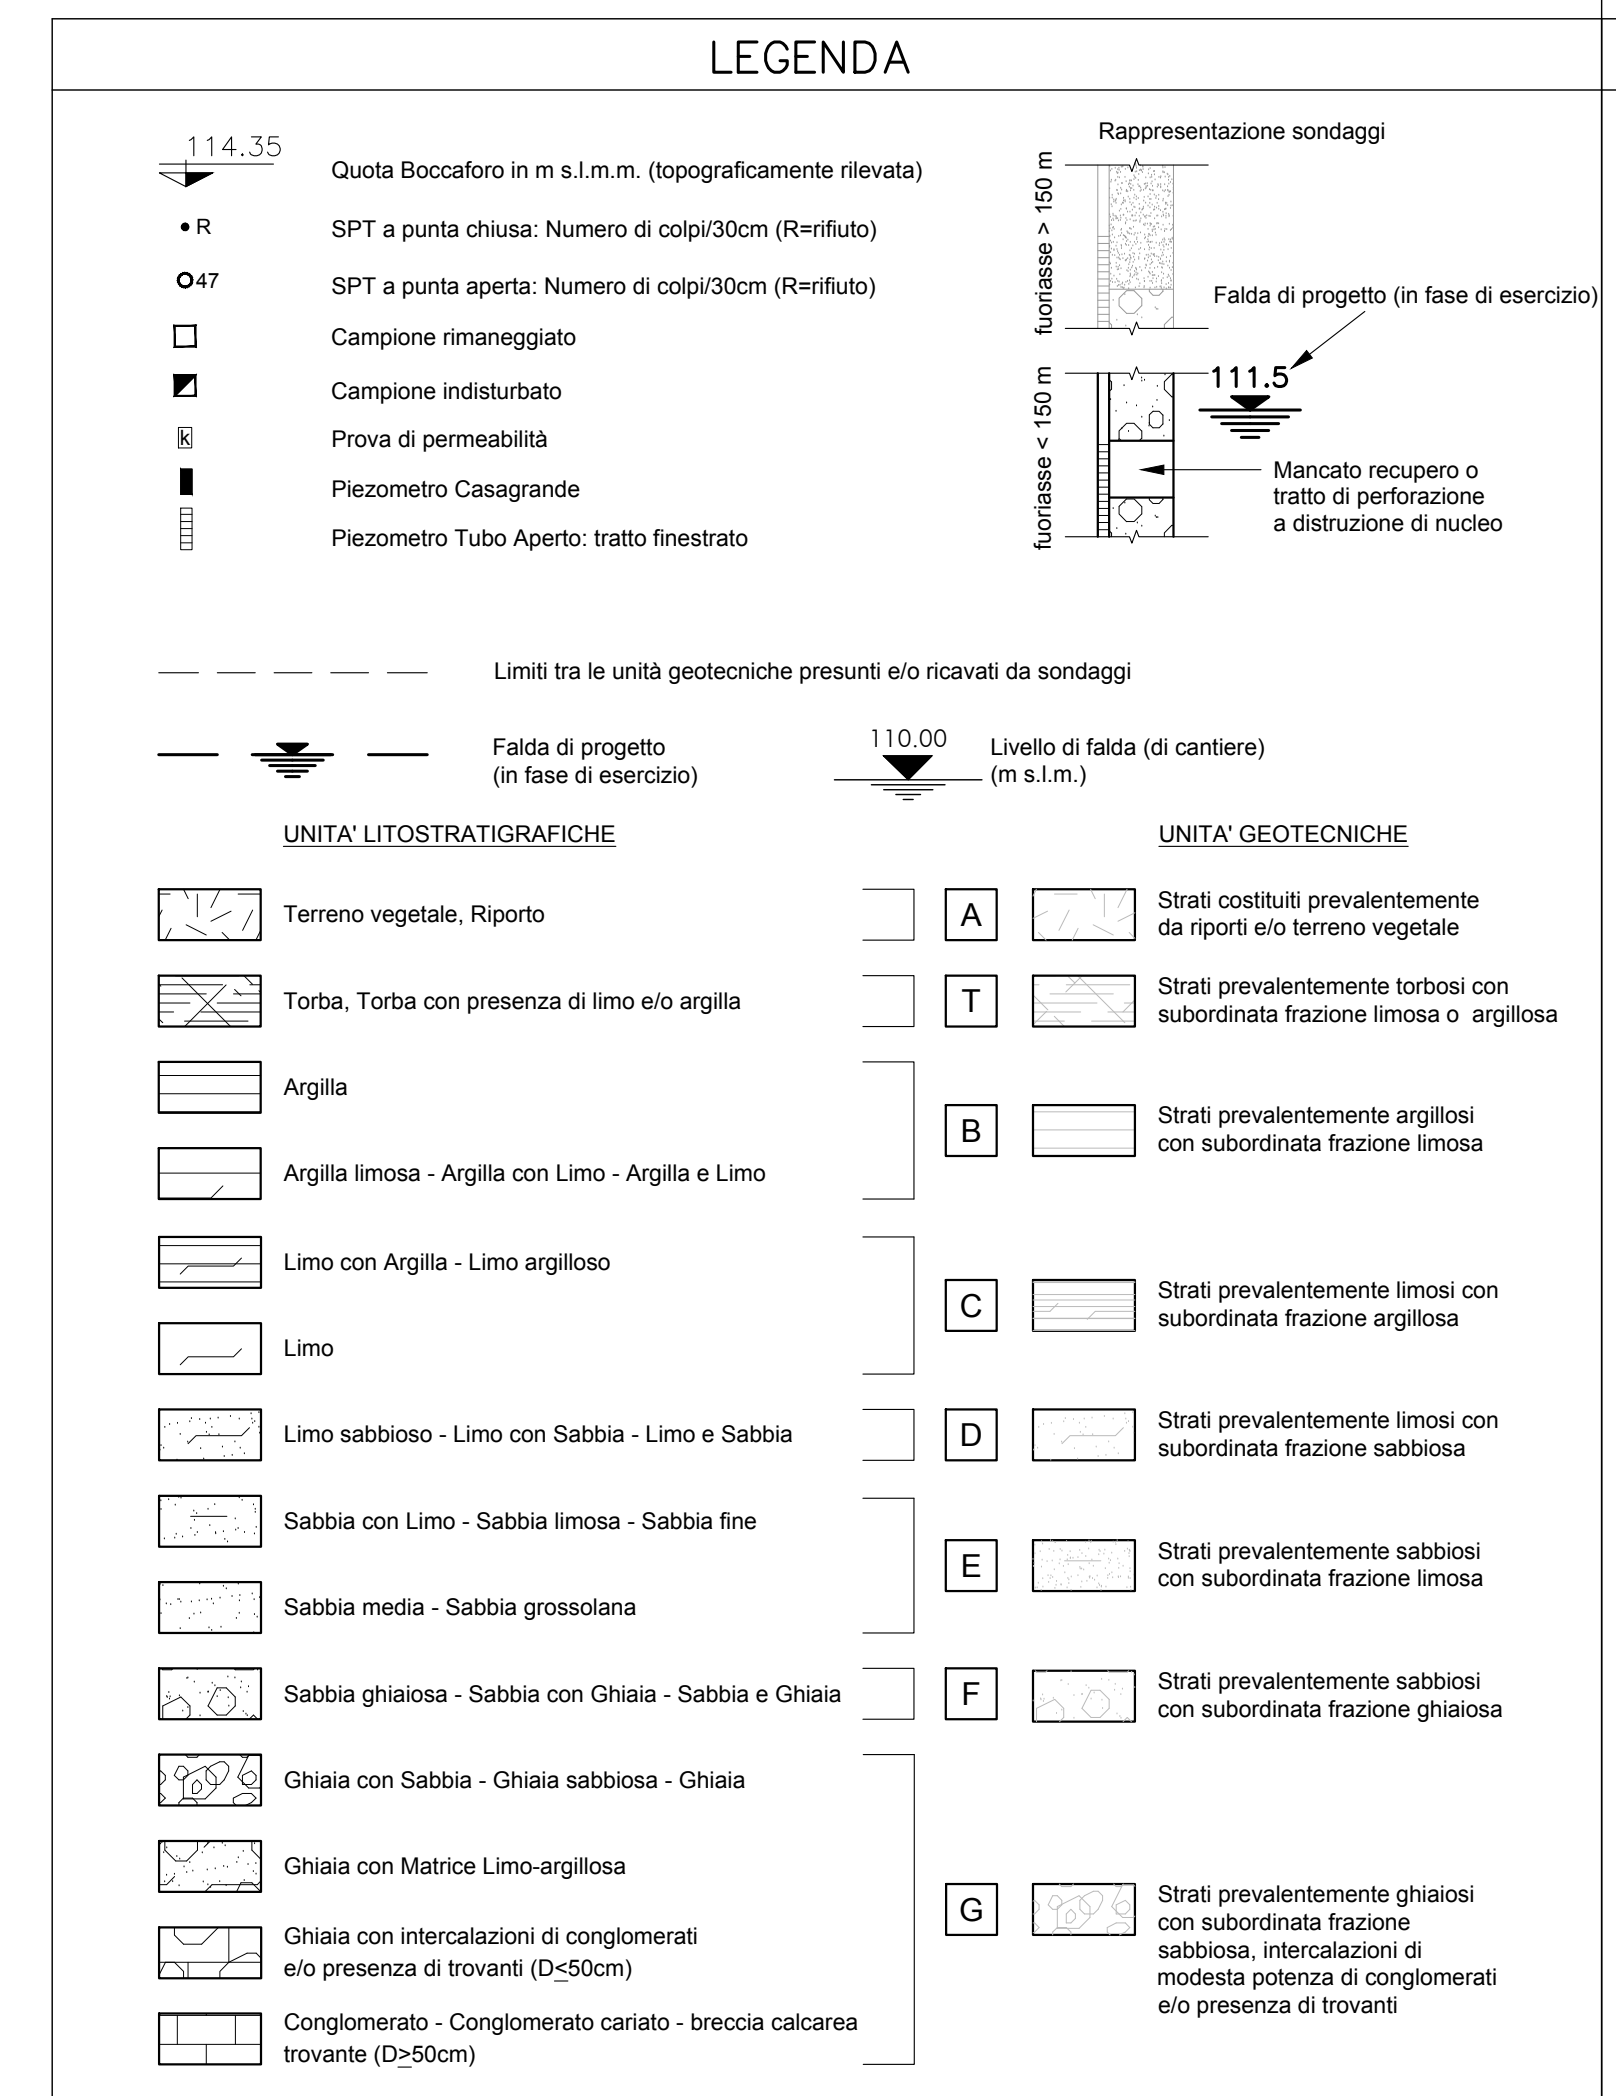 LEGENDA
114.35
Quota Boccaforo in m s.l.m.m. (topograficamente rilevata)
R
SPT a punta chiusa: Numero di colpi/30cm (R=rifiuto)
47
SPT a punta aperta: Numero di colpi/30cm (R=rifiuto)
Campione rimaneggiato
Campione indisturbato
k
Prova di permeabilità
Piezometro Casagrande
Piezometro Tubo Aperto: tratto finestrato
Rappresentazione sondaggi
fuoriasse > 150 m
Falda di progetto (in fase di esercizio)
fuoriasse < 150 m
111.5
Mancato recupero o
tratto di perforazione
a distruzione di nucleo
Limiti tra le unità geotecniche presunti e/o ricavati da sondaggi
Falda di progetto
(in fase di esercizio)
110.00
Livello di falda (di cantiere)
(m s.l.m.)
UNITA' LITOSTRATIGRAFICHE
UNITA' GEOTECNICHE
Terreno vegetale, Riporto
A
Strati costituiti prevalentemente
da riporti e/o terreno vegetale
Torba, Torba con presenza di limo e/o argilla
T
Strati prevalentemente torbosi con
subordinata frazione limosa o argillosa
Argilla
Argilla limosa - Argilla con Limo - Argilla e Limo
B
Strati prevalentemente argillosi
con subordinata frazione limosa
Limo con Argilla - Limo argilloso
Limo
C
Strati prevalentemente limosi con
subordinata frazione argillosa
Limo sabbioso - Limo con Sabbia - Limo e Sabbia
D
Strati prevalentemente limosi con
subordinata frazione sabbiosa
Sabbia con Limo - Sabbia limosa - Sabbia fine
Sabbia media - Sabbia grossolana
E
Strati prevalentemente sabbiosi
con subordinata frazione limosa
Sabbia ghiaiosa - Sabbia con Ghiaia - Sabbia e Ghiaia
F
Strati prevalentemente sabbiosi
con subordinata frazione ghiaiosa
Ghiaia con Sabbia - Ghiaia sabbiosa - Ghiaia
Ghiaia con Matrice Limo-argillosa
Ghiaia con intercalazioni di conglomerati
e/o presenza di trovanti (D≤50cm)
Conglomerato - Conglomerato cariato - breccia calcarea
trovante (D≥50cm)
G
Strati prevalentemente ghiaiosi
con subordinata frazione
sabbiosa, intercalazioni di
modesta potenza di conglomerati
e/o presenza di trovanti